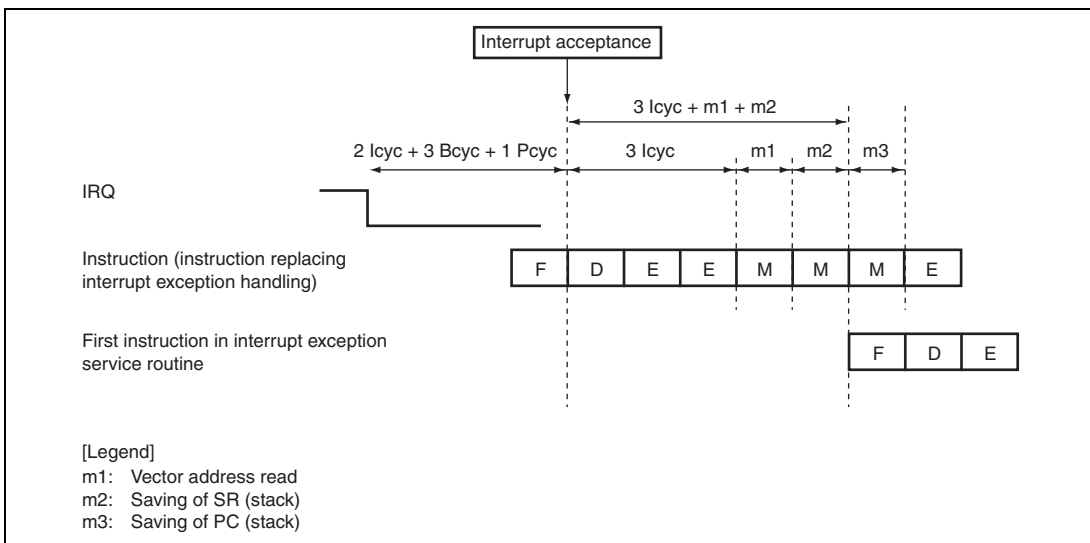 Interrupt acceptance
3 Icyc + m1 + m2
2 Icyc + 3 Bcyc + 1 Pcyc
3 Icyc
m1
m2
m3
IRQ
Instruction (instruction replacing
interrupt exception handling)
F D E E M M M E
First instruction in interrupt exception
service routine
F D E
[Legend]
m1: Vector address read
m2: Saving of SR (stack)
m3: Saving of PC (stack)